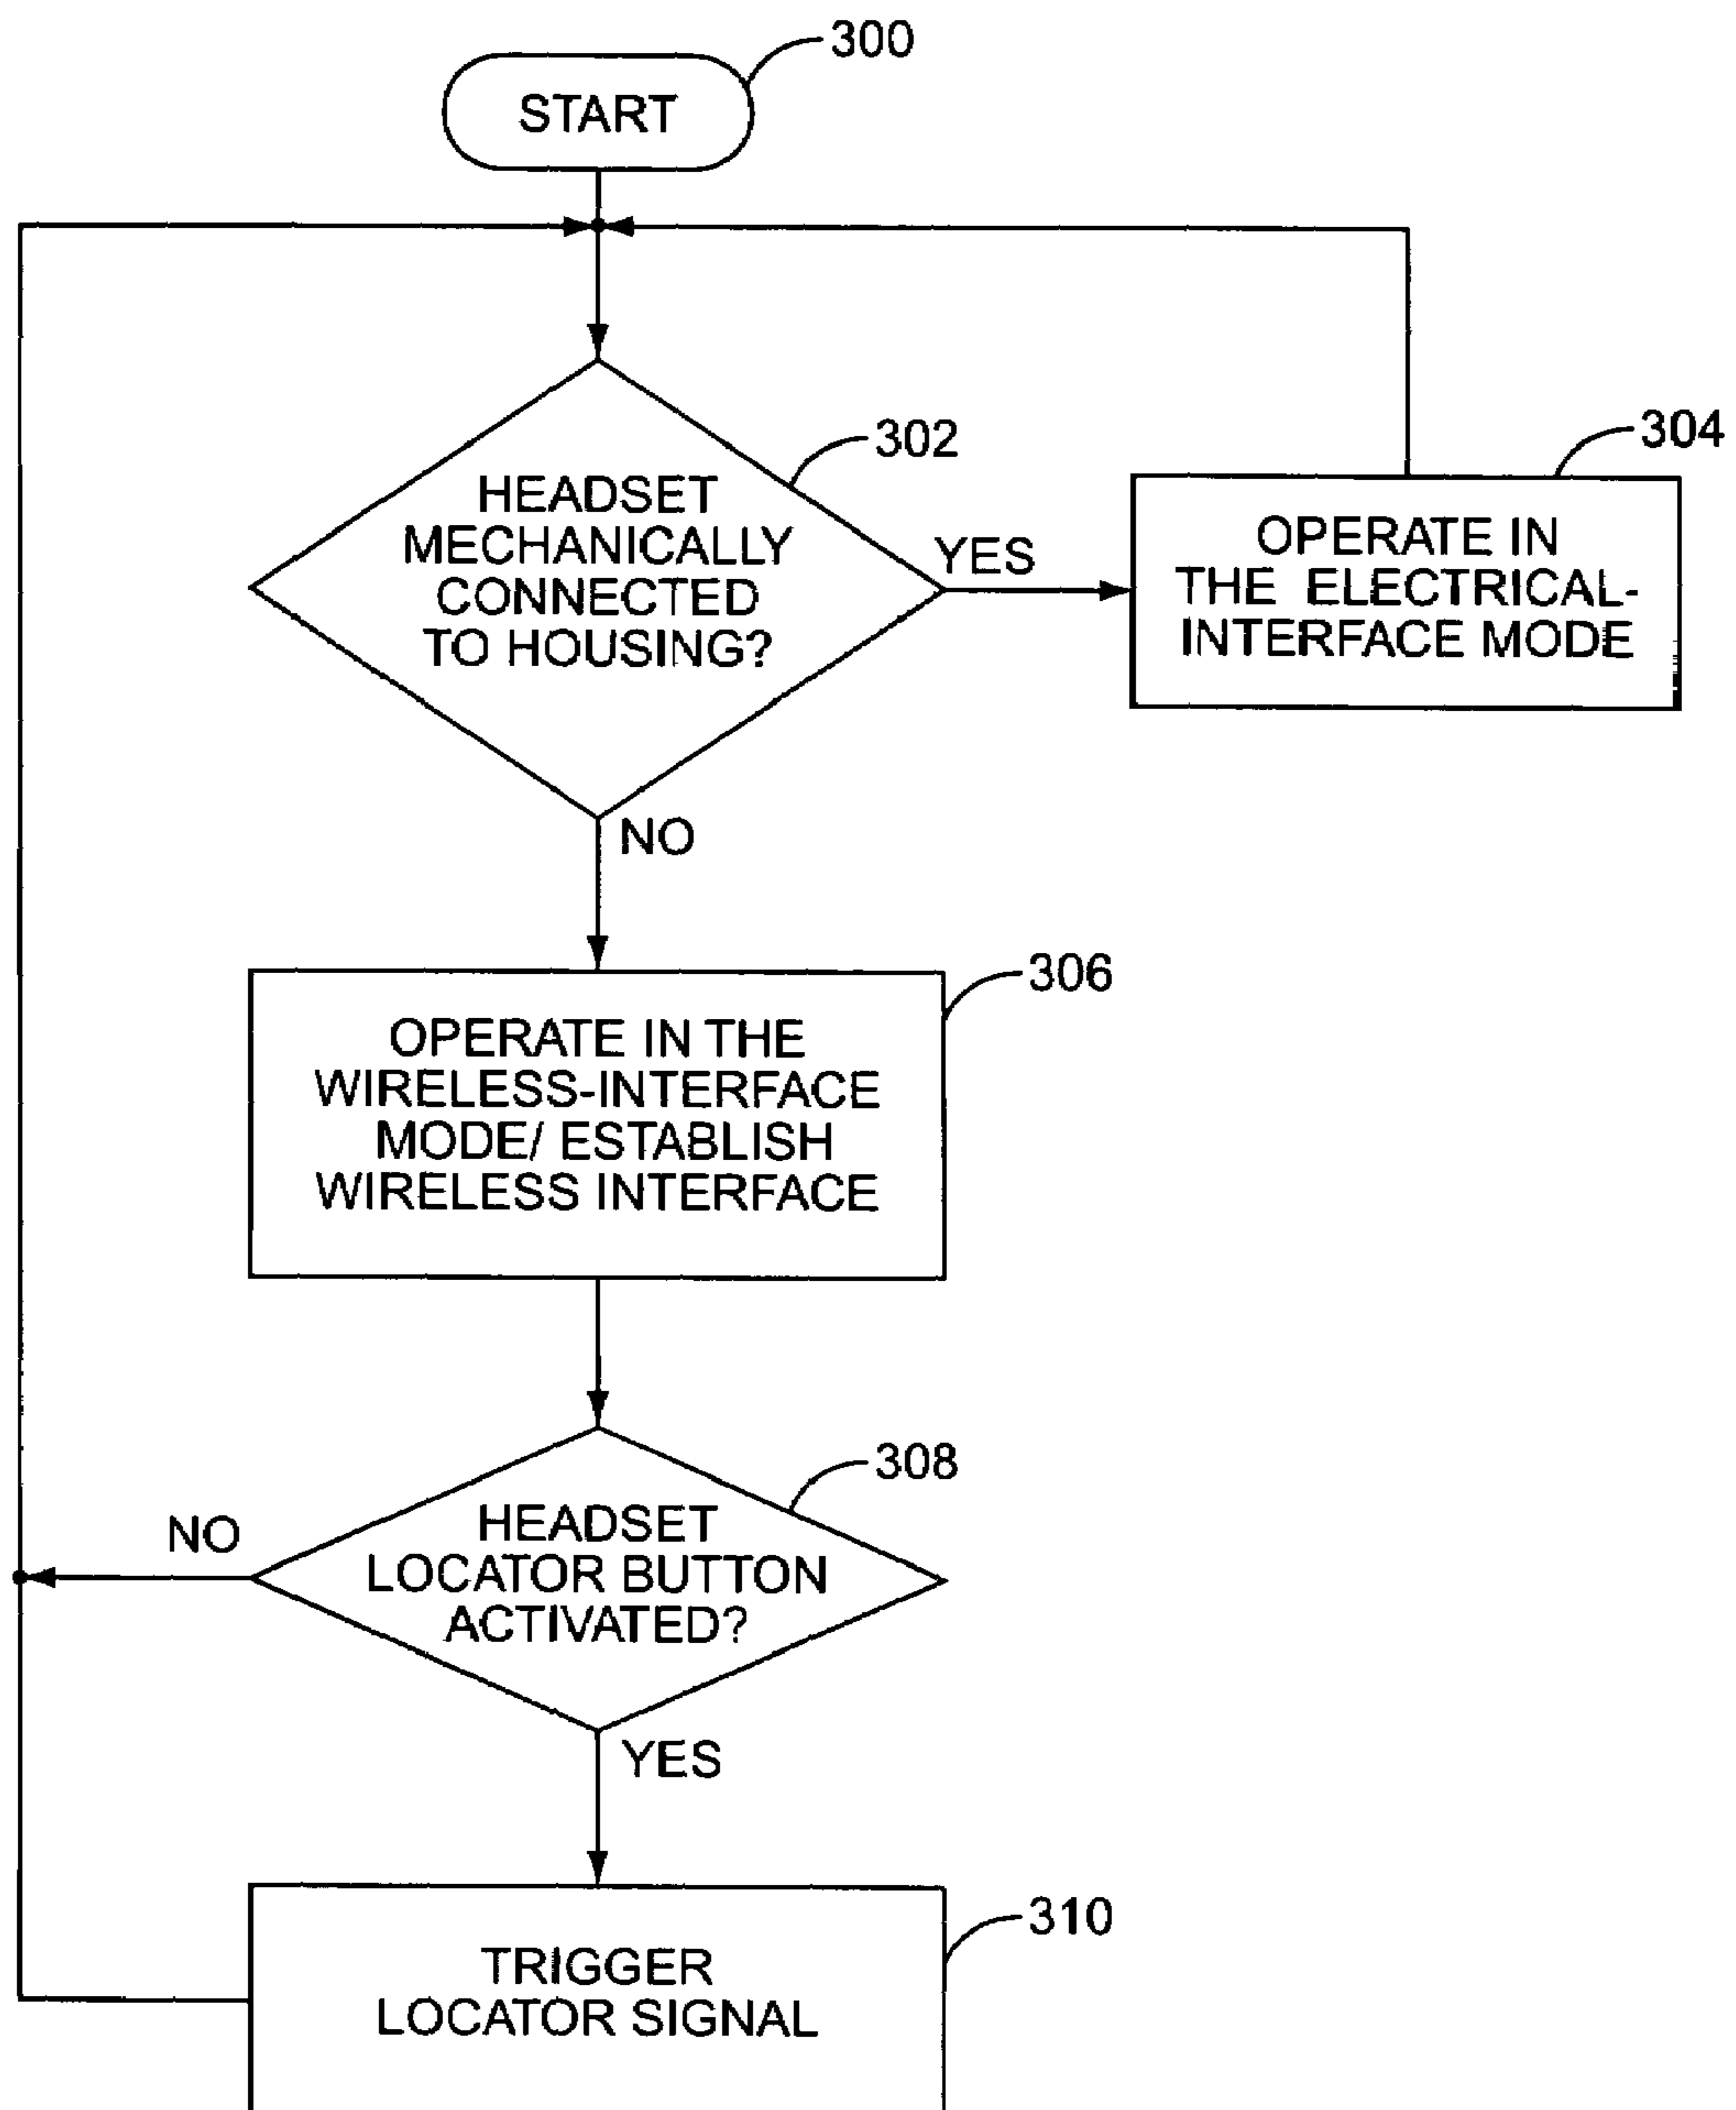 300
START
302
HEADSET
MECHANICALLY
CONNECTED
TO HOUSING?
YES
304
OPERATE IN
THE ELECTRICAL-
INTERFACE MODE
NO
306
OPERATE IN THE
WIRELESS-INTERFACE
MODE/ ESTABLISH
WIRELESS INTERFACE
308
HEADSET
LOCATOR BUTTON
ACTIVATED?
NO
YES
310
TRIGGER
LOCATOR SIGNAL